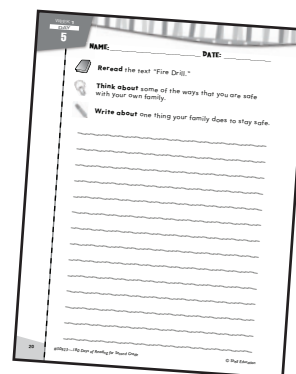 5
NAME: DATE:
Reread the text "Fire Drill."
Think about some of the ways that you are safe
with your own family.
Write about one thing your family does to stay safe.
20
© Shell Education